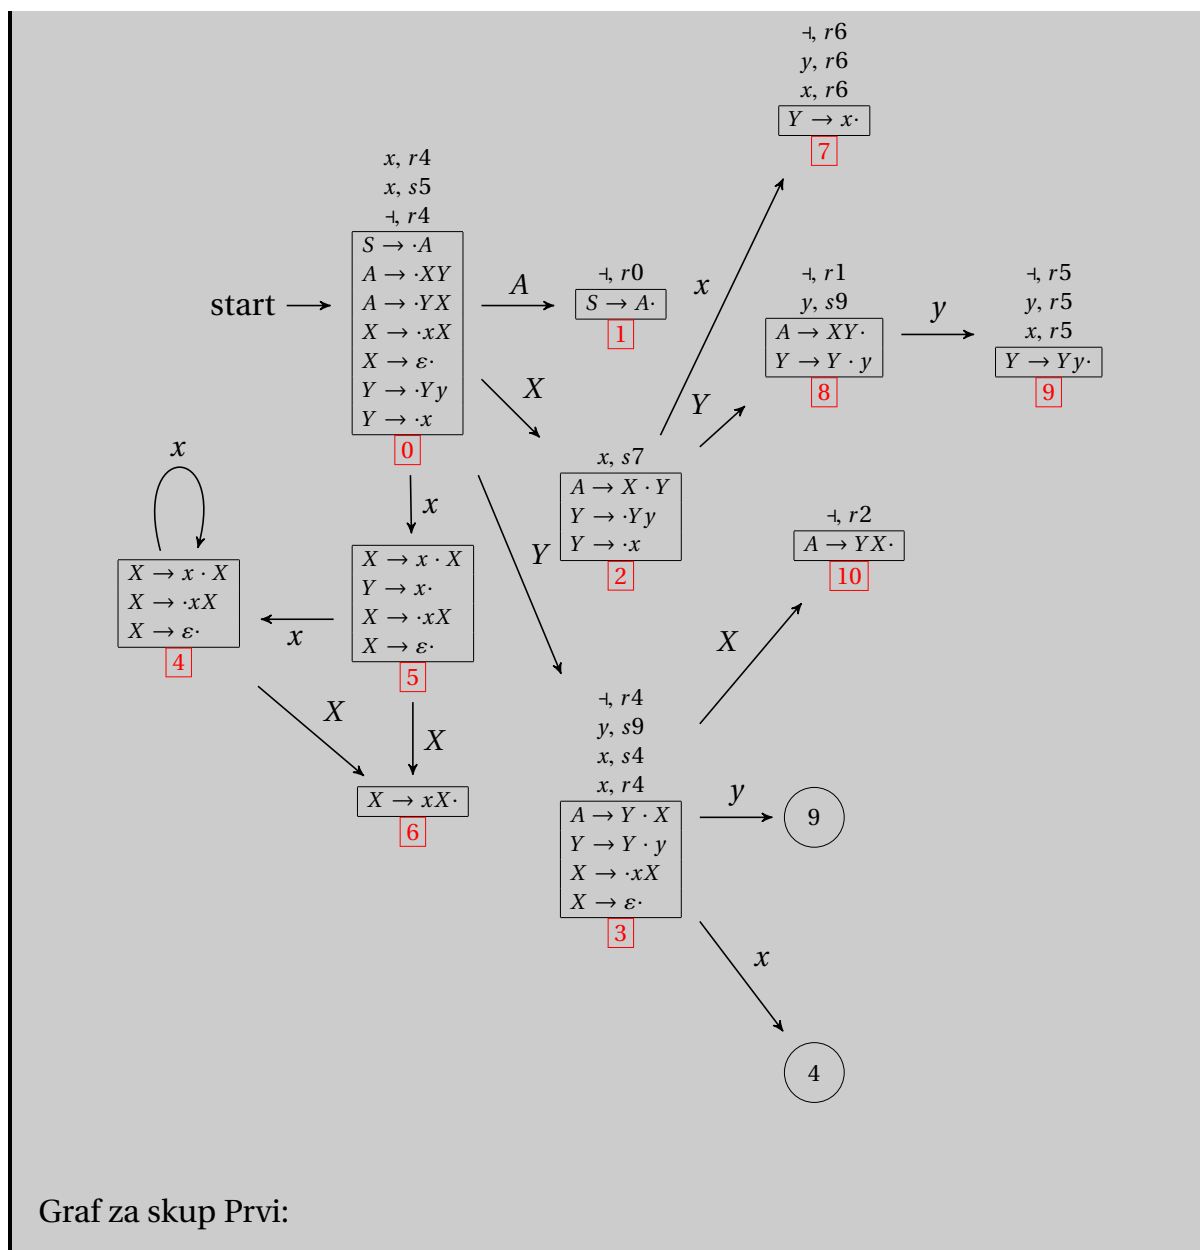 ⊣, r6
y, r6
x, r6
Y → x·
7
x, r4
x, s5
⊣, r4
S → ·A
A → ·XY
A → ·YX
X → ·xX
X → ε·
Y → ·Yy
Y → ·x
0
start
A
⊣, r0
S → A·
1
x
⊣, r1
y, s9
A → XY·
Y → Y · y
8
y
⊣, r5
y, r5
x, r5
Y → Yy·
9
X
Y
x, s7
A → X · Y
Y → ·Yy
Y → ·x
2
x
x
Y
⊣, r2
A → YX·
10
X → x · X
X → ·xX
X → ε·
4
x
X → x · X
Y → x·
X → ·xX
X → ε·
5
X
X
X
X → xX·
6
⊣, r4
y, s9
x, s4
x, r4
A → Y · X
Y → Y · y
X → ·xX
X → ε·
3
y
9
x
4
Graf za skup Prvi: